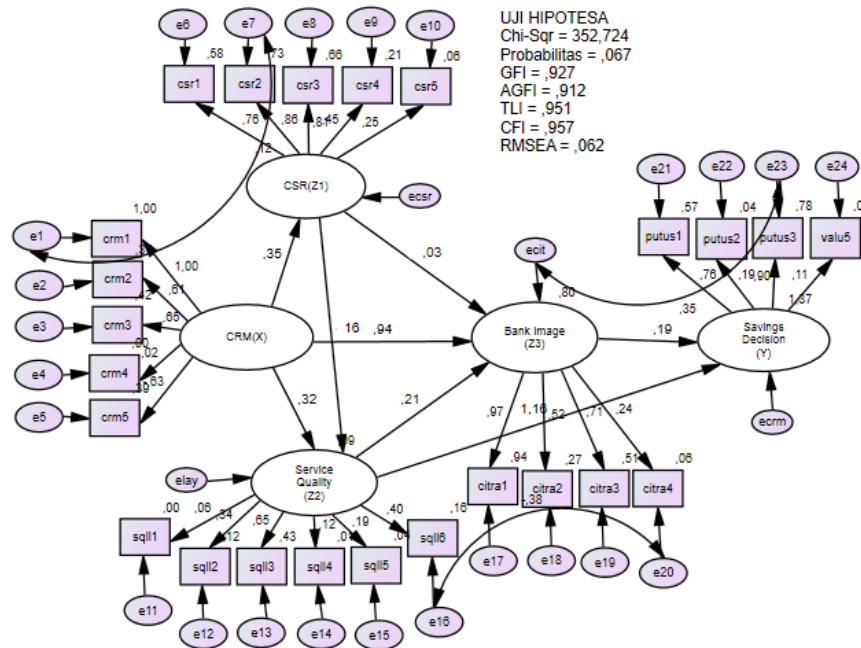 UJI HIPOTESA
Chi-Sqr = 352,724
Probabilitas = ,067
GFI = ,927
AGFI = ,912
TLI = ,951
CFI = ,957
RMSEA = ,062
e6 e7 e8 e9 e10
,58 ,73 ,66 ,21 ,06
csr1 csr2 csr3 csr4 csr5
,76 ,86 ,81 ,45 ,25
,12
CSR(Z1)
ecsr
e21 e22 e23 e24
,57 ,04 ,78
putus1 putus2 putus3 valu5
,76 ,19 ,90 ,11
,35 1,37
Savings
Decision
(Y)
ecrm
1,00
e1 crm1
e2 crm2
e3 crm3
e4 crm4
e5 crm5
1,00
,61
,65
,02
,63
,39
CRM(X)
,35 ,03
,16 ,94
,32 ,21
,19
1,16
ecit
,80
Bank Image
(Z3)
,97 ,52 ,71 ,24
,94 ,27 ,51 ,06
citra1 citra2 citra3 citra4
e17 e18 e19 e20
-,38
elay
Service
Quality
(Z2)
,00 ,06 ,34 ,65 ,12 ,19 ,40
,12 ,43 ,16
sqll1 sqll2 sqll3 sqll4 sqll5 sqll6
e11 e12 e13 e14 e15 e16